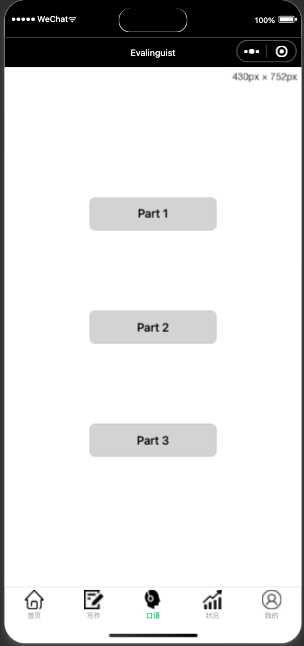 WeChat
100%
Evalinguist
430px × 752px
Part 1
Part 2
Part 3
首页
写作
口语
状况
我的